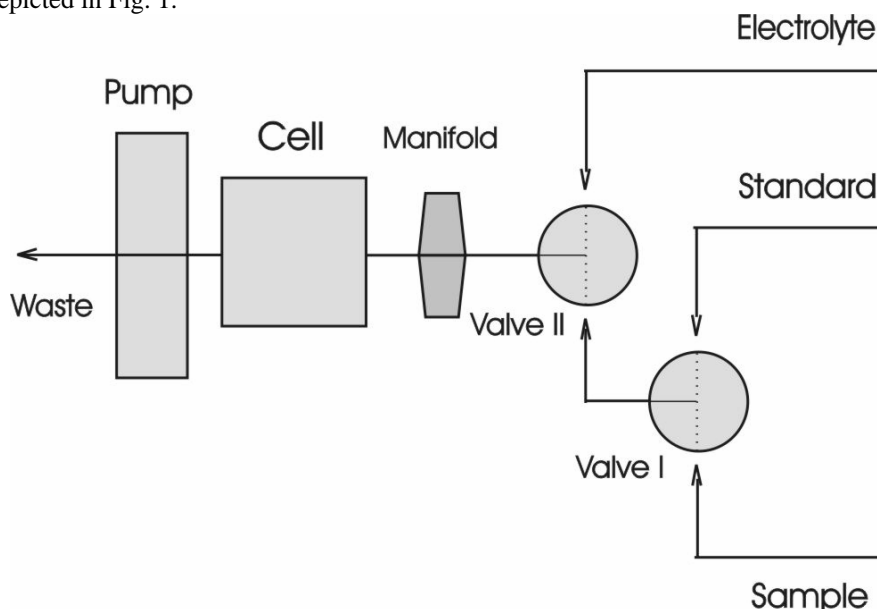 epicted in Fig. 1.
Electrolyte
Pump
Cell
Manifold
Standard
Waste
Valve II
Valve I
Sample